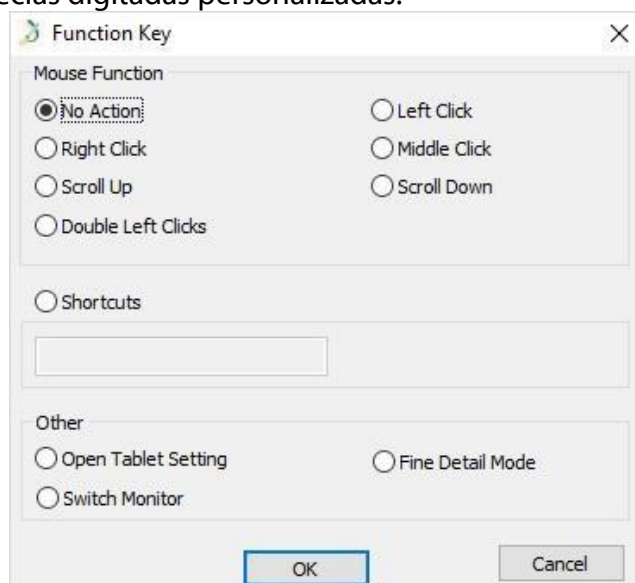 digitadas personalizadas.
Function Key
Mouse Function
No Action
Left Click
Right Click
Middle Click
Scroll Up
Scroll Down
Double Left Clicks
Shortcuts
Other
Open Tablet Setting
Fine Detail Mode
Switch Monitor
OK
Cancel